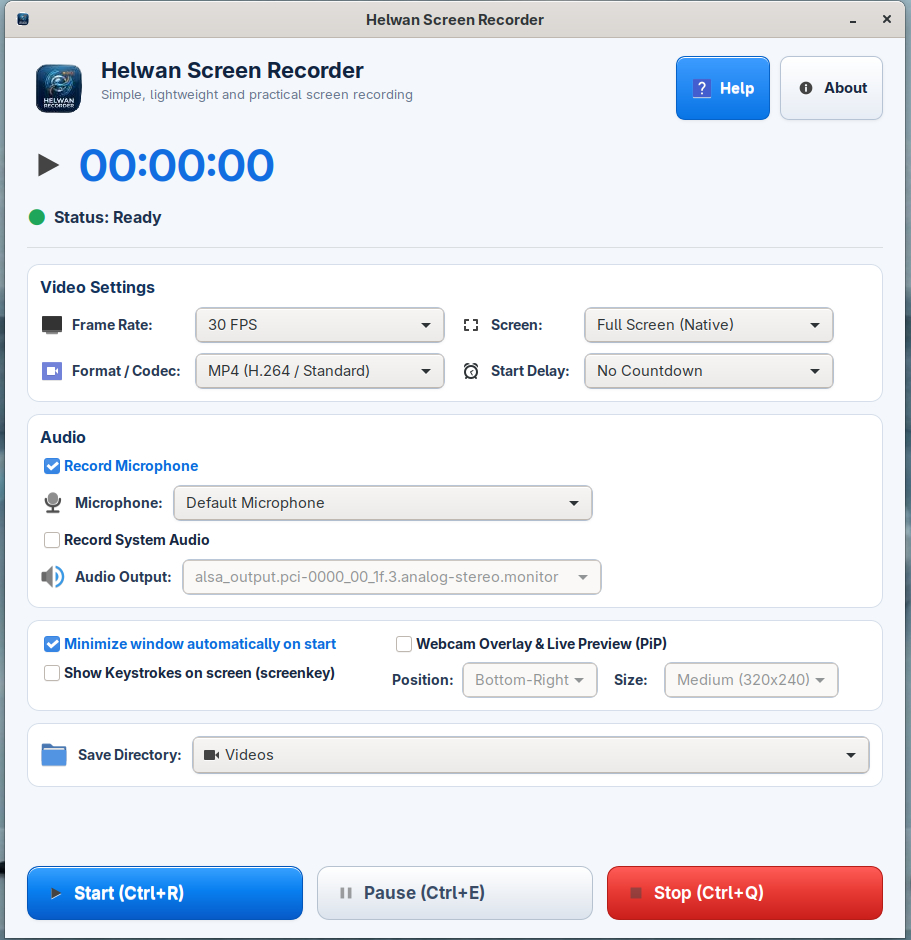 Helwan Screen Recorder
HELWAN
RECORDER
Helwan Screen Recorder
Simple, lightweight and practical screen recording
? Help
About
00:00:00
Status: Ready
Video Settings
Frame Rate: 30 FPS Screen: Full Screen (Native)
Format / Codec: MP4 (H.264 / Standard) Start Delay: No Countdown
Audio
Record Microphone
Microphone: Default Microphone
Record System Audio
Audio Output: alsa_output.pci-0000_00_1f.3.analog-stereo.monitor
Minimize window automatically on start Webcam Overlay & Live Preview (PiP)
Show Keystrokes on screen (screenkey) Position: Bottom-Right Size: Medium (320x240)
Save Directory: Videos
Start (Ctrl+R) Pause (Ctrl+E) Stop (Ctrl+Q)